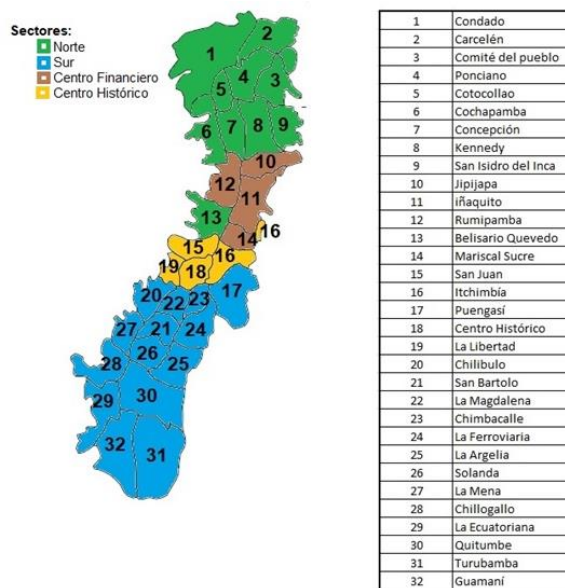 Sectores:
Norte
Sur
Centro Financiero
Centro Histórico
1
2
3
4
5
6
7
8
9
10
12
11
13
14
16
15
16
19
18
17
20
22
23
27
21
24
28
26
25
29
30
32
31
1 Condado
2 Carcelén
3 Comité del pueblo
4 Ponciano
5 Cotocollao
6 Cochapamba
7 Concepción
8 Kennedy
9 San Isidro del Inca
10 Jipijapa
11 iñaquito
12 Rumipamba
13 Belisario Quevedo
14 Mariscal Sucre
15 San Juan
16 Itchimbía
17 Puengasí
18 Centro Histórico
19 La Libertad
20 Chilibulo
21 San Bartolo
22 La Magdalena
23 Chimbacalle
24 La Ferroviaria
25 La Argelia
26 Solanda
27 La Mena
28 Chillogallo
29 La Ecuatoriana
30 Quitumbe
31 Turubamba
32 Guamaní